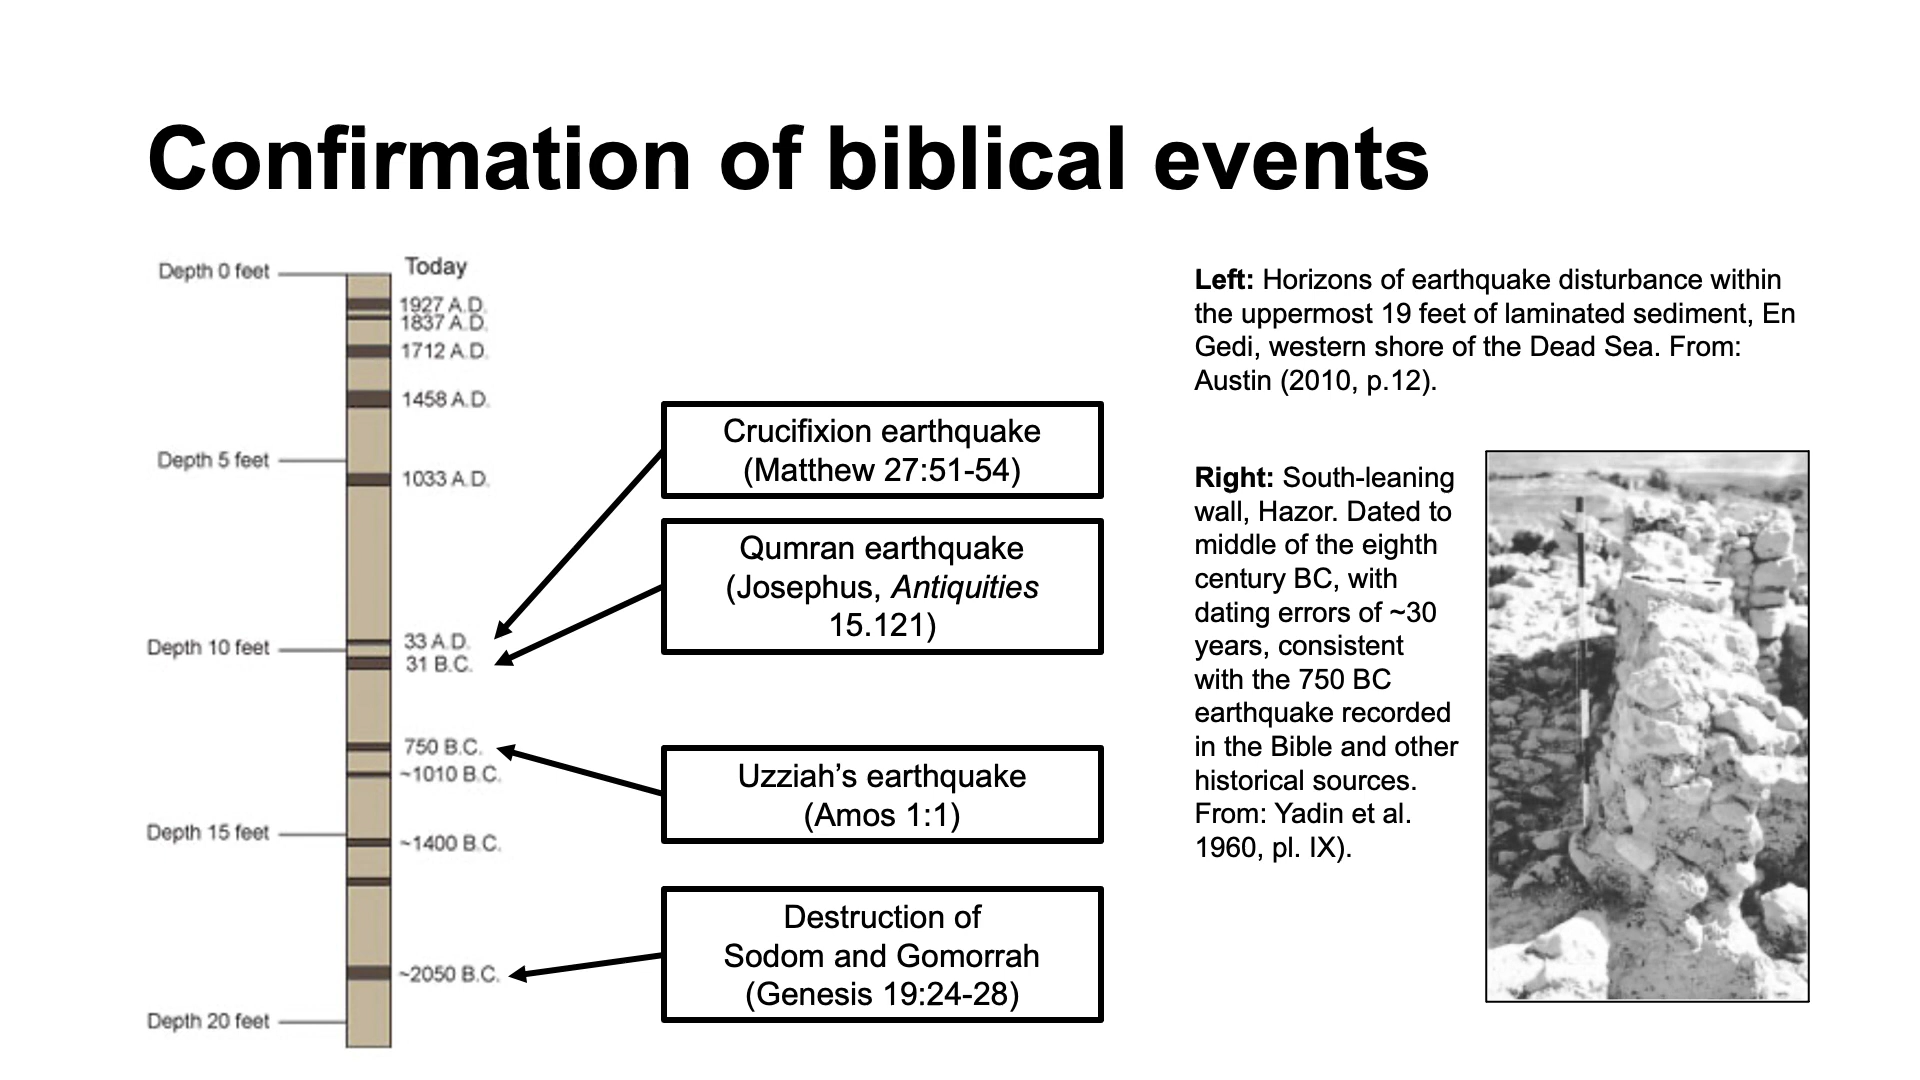 Confirmation of biblical events
Depth 0 feet
Today
1927 A.D.
1837 A.D.
1712 A.D.
1458 A.D.
Depth 5 feet
1033 A.D.
33 A.D.
Depth 10 feet
31 B.C.
750 B.C.
~1010 B.C.
Depth 15 feet
~1400 B.C.
~2050 B.C.
Depth 20 feet
Crucifixion earthquake
(Matthew 27:51-54)
Qumran earthquake
(Josephus, Antiquities
15.121)
Uzziah’s earthquake
(Amos 1:1)
Destruction of
Sodom and Gomorrah
(Genesis 19:24-28)
Left: Horizons of earthquake disturbance within
the uppermost 19 feet of laminated sediment, En
Gedi, western shore of the Dead Sea. From:
Austin (2010, p.12).
Right: South-leaning
wall, Hazor. Dated to
middle of the eighth
century BC, with
dating errors of ~30
years, consistent
with the 750 BC
earthquake recorded
in the Bible and other
historical sources.
From: Yadin et al.
1960, pl. IX).